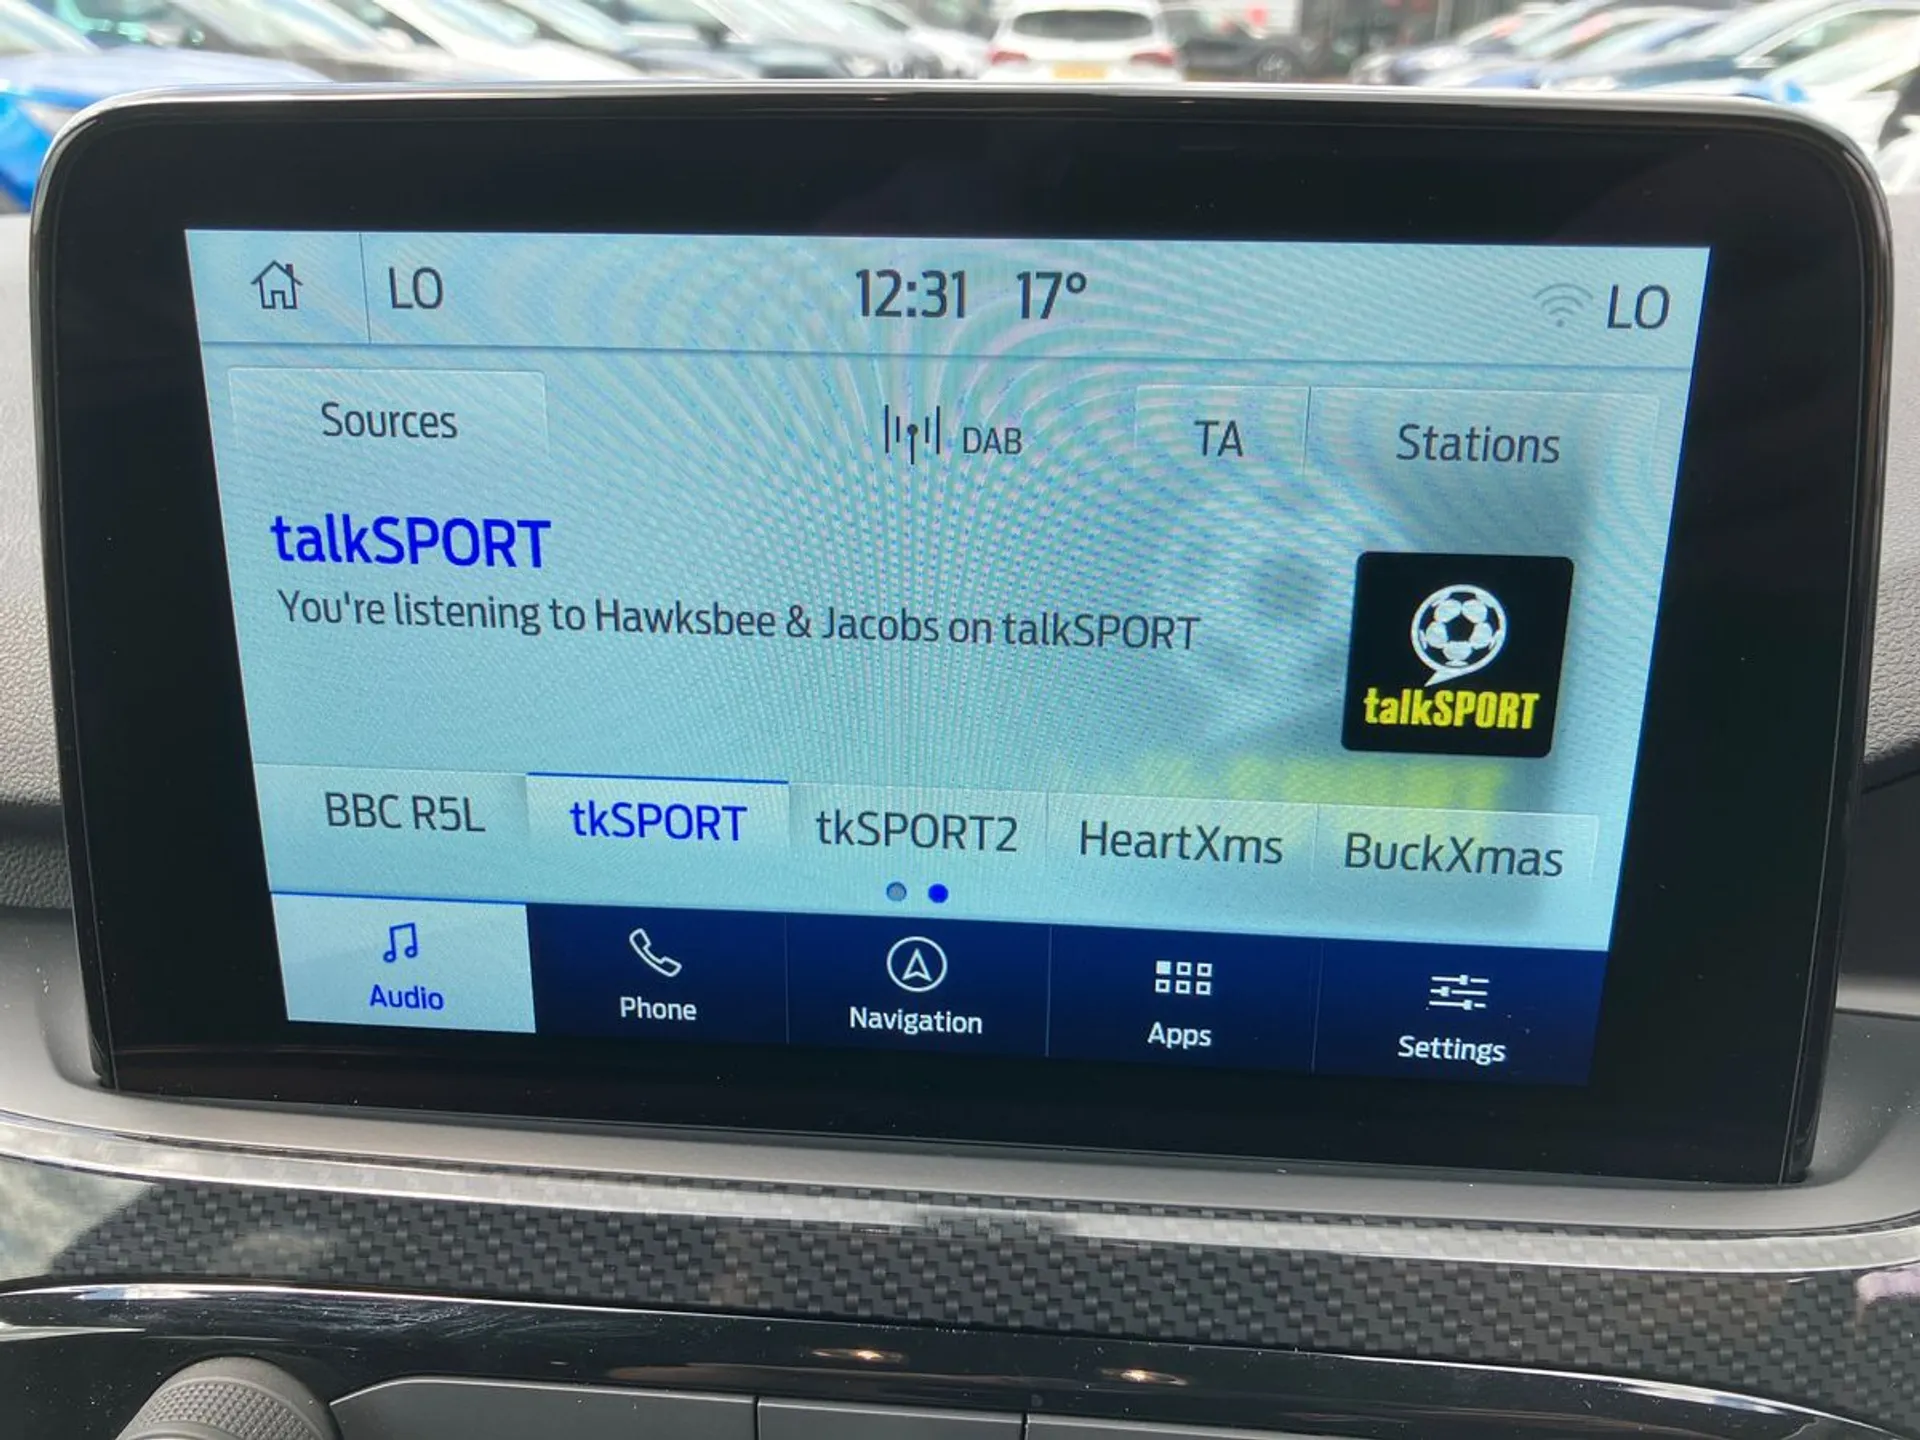 LO 12:31 17° LO
Sources DAB TA Stations
talkSPORT
You're listening to Hawksbee & Jacobs on talkSPORT
talkSPORT
BBC R5L tkSPORT tkSPORT2 HeartXms BuckXmas
Audio Phone Navigation Apps Settings